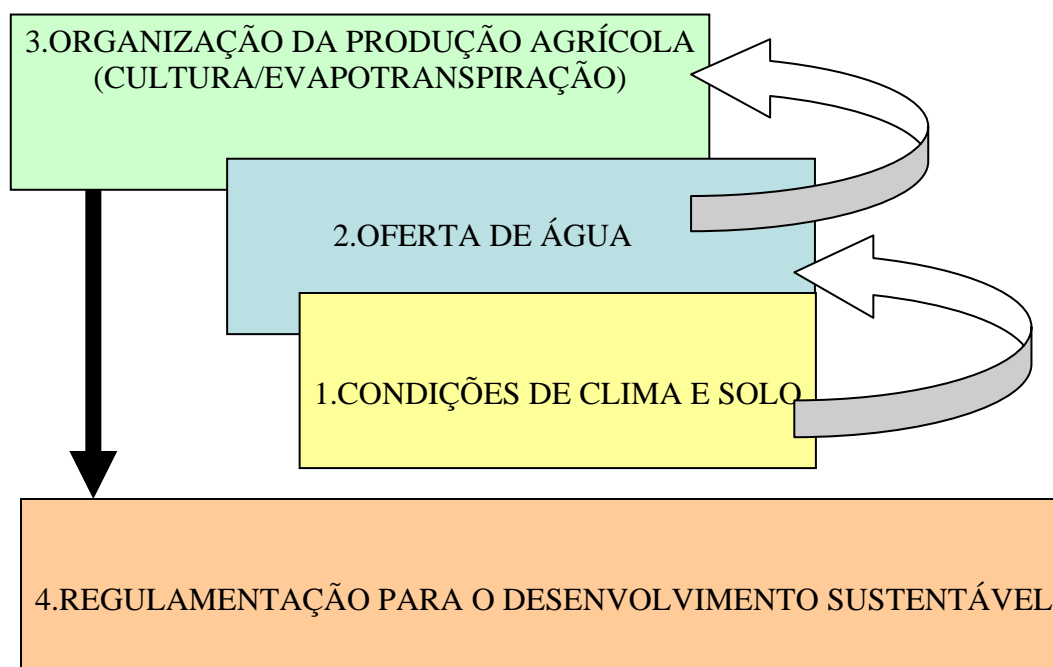 3.ORGANIZAÇÃO DA PRODUÇÃO AGRÍCOLA
(CULTURA/EVAPOTRANSPIRAÇÃO)
2.OFERTA DE ÁGUA
1.CONDIÇÕES DE CLIMA E SOLO
4.REGULAMENTAÇÃO PARA O DESENVOLVIMENTO SUSTENTÁVEL